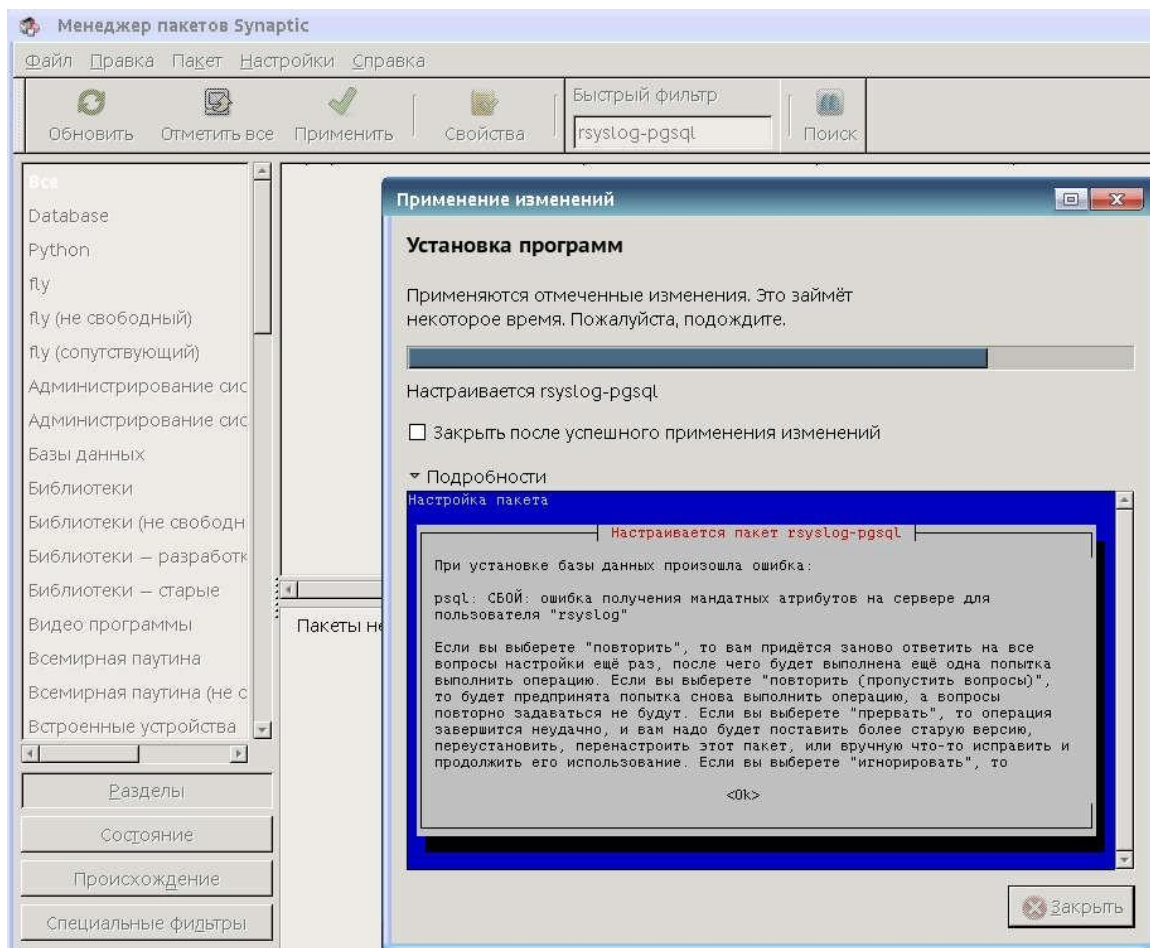 Менеджер пакетов Synaptic
Файл Правка Пакет Настройки Справка
Обновить Отметить все Применить Свойства
Быстрый фильтр
rsyslog-pgsql
Поиск
Все
Database
Python
fly
fly (не свободный)
fly (сопутствующий)
Администрирование сис
Администрирование сис
Базы данных
Библиотеки
Библиотеки (не свободн
Библиотеки — разработк
Библиотеки — старые
Видео программы
Всемирная паутина
Всемирная паутина (не с
Встроенные устройства
Разделы
Состояние
Происхождение
Специальные фильтры
Пакеты не
Применение изменений
Установка программ
Применяются отмеченные изменения. Это займёт
некоторое время. Пожалуйста, подождите.
Настраивается rsyslog-pgsql
Закрыть после успешного применения изменений
Подробности
Настройка пакета
Настраивается пакет rsyslog-pgsql
При установке базы данных произошла ошибка:
psql: СБОЙ: ошибка получения мандатных атрибутов на сервере для
пользователя "rsyslog"
Если вы выберете "повторить", то вам придётся заново ответить на все
вопросы настройки ещё раз, после чего будет выполнена ещё одна попытка
выполнить операцию. Если вы выберете "повторить (пропустить вопросы)",
то будет предпринята попытка снова выполнить операцию, а вопросы
повторно задаваться не будут. Если вы выберете "прервать", то операция
завершится неудачно, и вам надо будет поставить более старую версию,
переустановить, перенастроить этот пакет, или вручную что-то исправить и
продолжить его использование. Если вы выберете "игнорировать", то
<Ok>
Закрыть